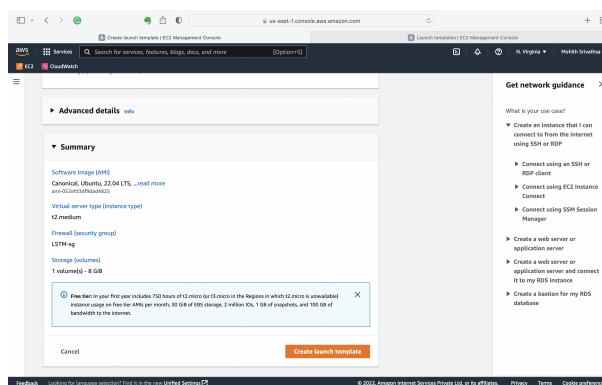 us-east-1.console.aws.amazon.com
Create launch template | EC2 Management Console
Launch templates | EC2 Management Console
aws
Services
Search for services, features, blogs, docs, and more
[Option+S]
N. Virginia
Mohith Srivathsa
EC2
CloudWatch
Advanced details Info
Summary
Software Image (AMI)
Canonical, Ubuntu, 22.04 LTS, ...read more
ami-052efd3df9dad4825
Virtual server type (instance type)
t2.medium
Firewall (security group)
LSTM-sg
Storage (volumes)
1 volume(s) - 8 GiB
Free tier: In your first year includes 750 hours of t2.micro (or t3.micro in the Regions in which t2.micro is unavailable)
instance usage on free tier AMIs per month, 30 GiB of EBS storage, 2 million IOs, 1 GB of snapshots, and 100 GB of
bandwidth to the internet.
Cancel
Create launch template
Get network guidance
What is your use case?
Create an instance that I can
connect to from the internet
using SSH or RDP
Connect using an SSH or
RDP client
Connect using EC2 Instance
Connect
Connect using SSM Session
Manager
Create a web server or
application server
Create a web server or
application server and connect
it to my RDS instance
Create a bastion for my RDS
database
Feedback
Looking for language selection? Find it in the new Unified Settings
© 2022, Amazon Internet Services Private Ltd. or its affiliates.
Privacy
Terms
Cookie preferenc